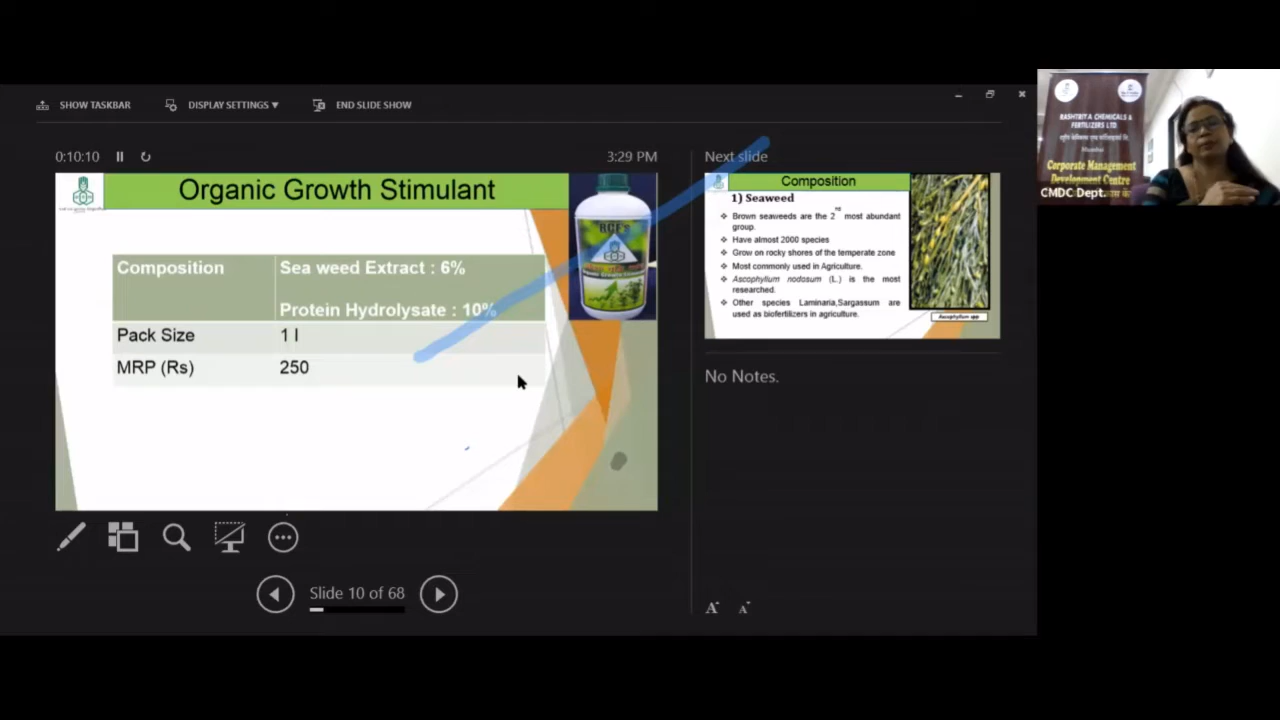 SHOW TASKBAR
DISPLAY SETTINGS ▼
END SLIDE SHOW
0:10:10
3:29 PM
Organic Growth Stimulant
Composition
Sea weed Extract : 6%
Protein Hydrolysate : 10%
Pack Size
1 l
MRP (Rs)
250
RCF's
Slide 10 of 68
Next slide
Composition
1) Seaweed
❖ Brown seaweeds are the 2nd most abundant
group.
❖ Have almost 2000 species
❖ Grow on rocky shores of the temperate zone
❖ Most commonly used in Agriculture.
❖ Ascophyllum nodosum (L.) is the most
researched.
❖ Other species Laminaria,Sargassum are
used as biofertilizers in agriculture.
Ascophyllum spp
No Notes.
A
A
RASHTRIYA CHEMICALS &
FERTILIZERS LTD
Mumbai
Corporate Management
Development Centre
CMDC Dept.